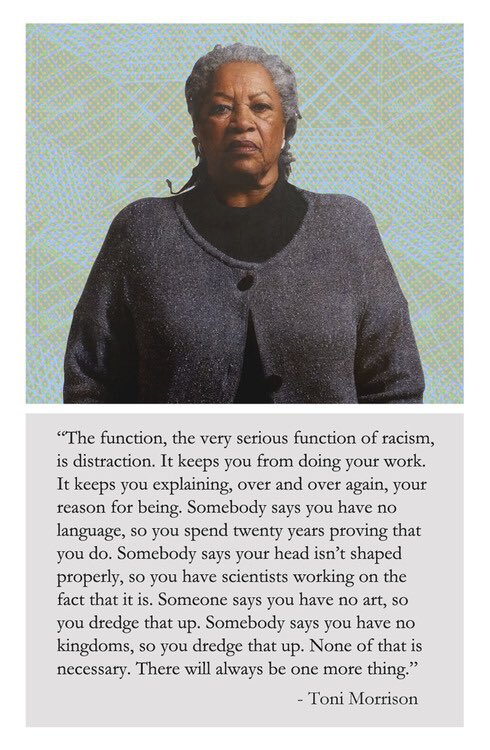 “The function, the very serious function of racism,
is distraction. It keeps you from doing your work.
It keeps you explaining, over and over again, your
reason for being. Somebody says you have no
language, so you spend twenty years proving that
you do. Somebody says your head isn’t shaped
properly, so you have scientists working on the
fact that it is. Someone says you have no art, so
you dredge that up. Somebody says you have no
kingdoms, so you dredge that up. None of that is
necessary. There will always be one more thing.”
- Toni Morrison